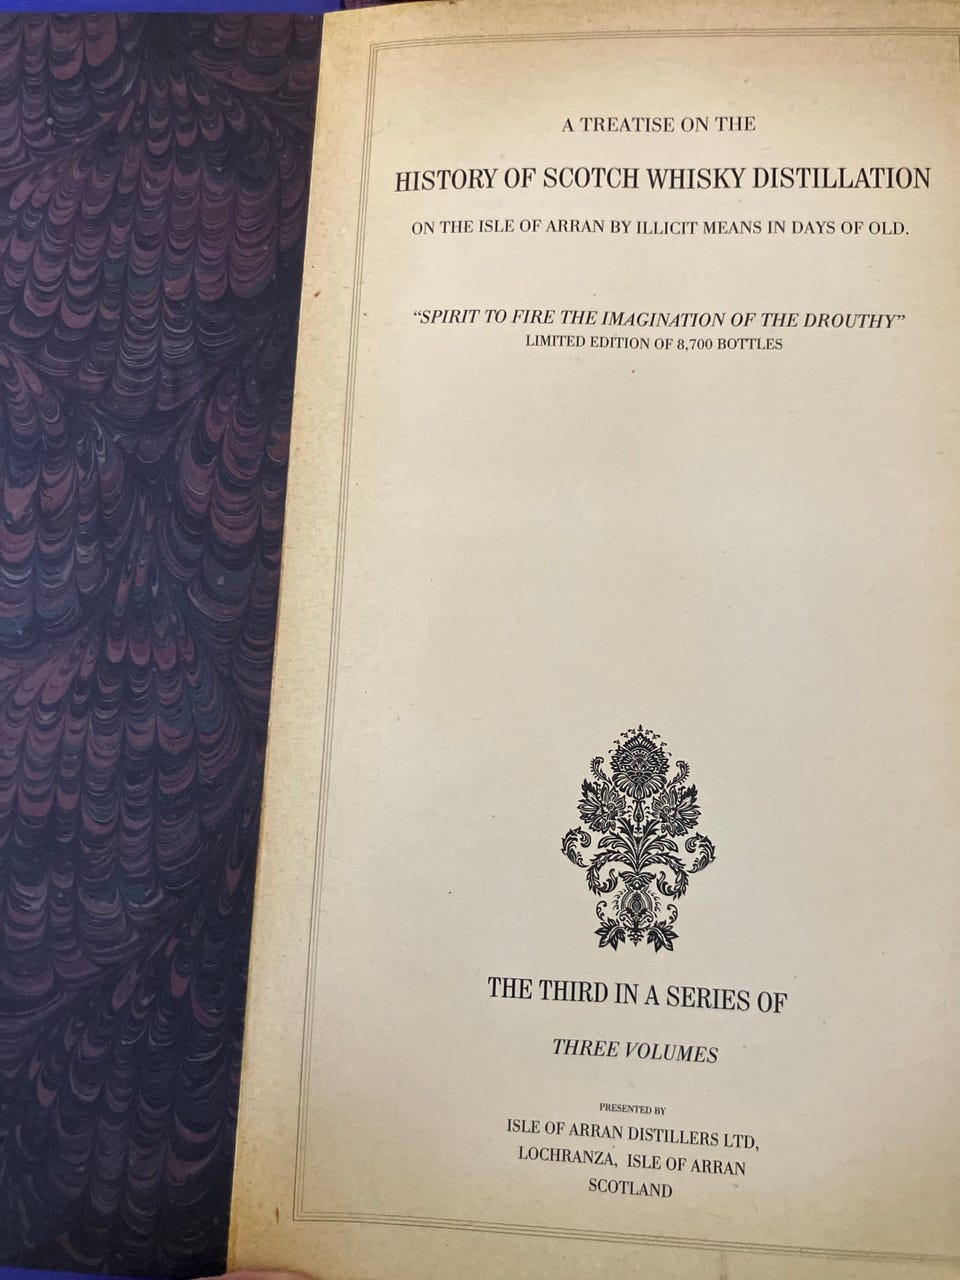 A TREATISE ON THE
HISTORY OF SCOTCH WHISKY DISTILLATION
ON THE ISLE OF ARRAN BY ILLICIT MEANS IN DAYS OF OLD.
“SPIRIT TO FIRE THE IMAGINATION OF THE DROUTHY”
LIMITED EDITION OF 8,700 BOTTLES
THE THIRD IN A SERIES OF
THREE VOLUMES
PRESENTED BY
ISLE OF ARRAN DISTILLERS LTD,
LOCHRANZA, ISLE OF ARRAN
SCOTLAND